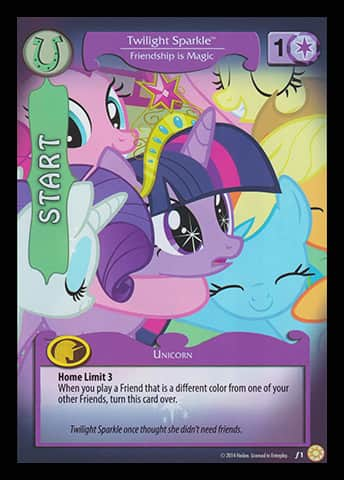 Twilight Sparkle™
Friendship is Magic
1
START
UNICORN
Home Limit 3
When you play a Friend that is a different color from one of your
other Friends, turn this card over.
Twilight Sparkle once thought she didn't need friends.
© 2014 Hasbro. Licensed to Enterplay.
ƒ1